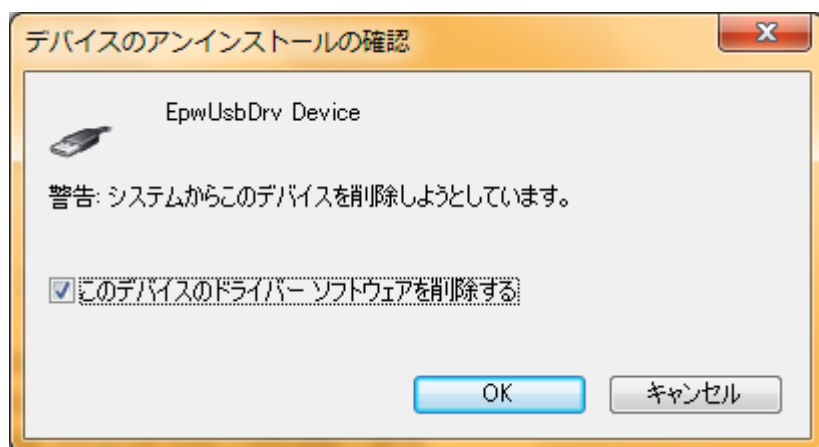 デバイスのアンインストールの確認
EpwUsbDrv Device
警告: システムからこのデバイスを削除しようとしています。
このデバイスのドライバー ソフトウェアを削除する
OK
キャンセル